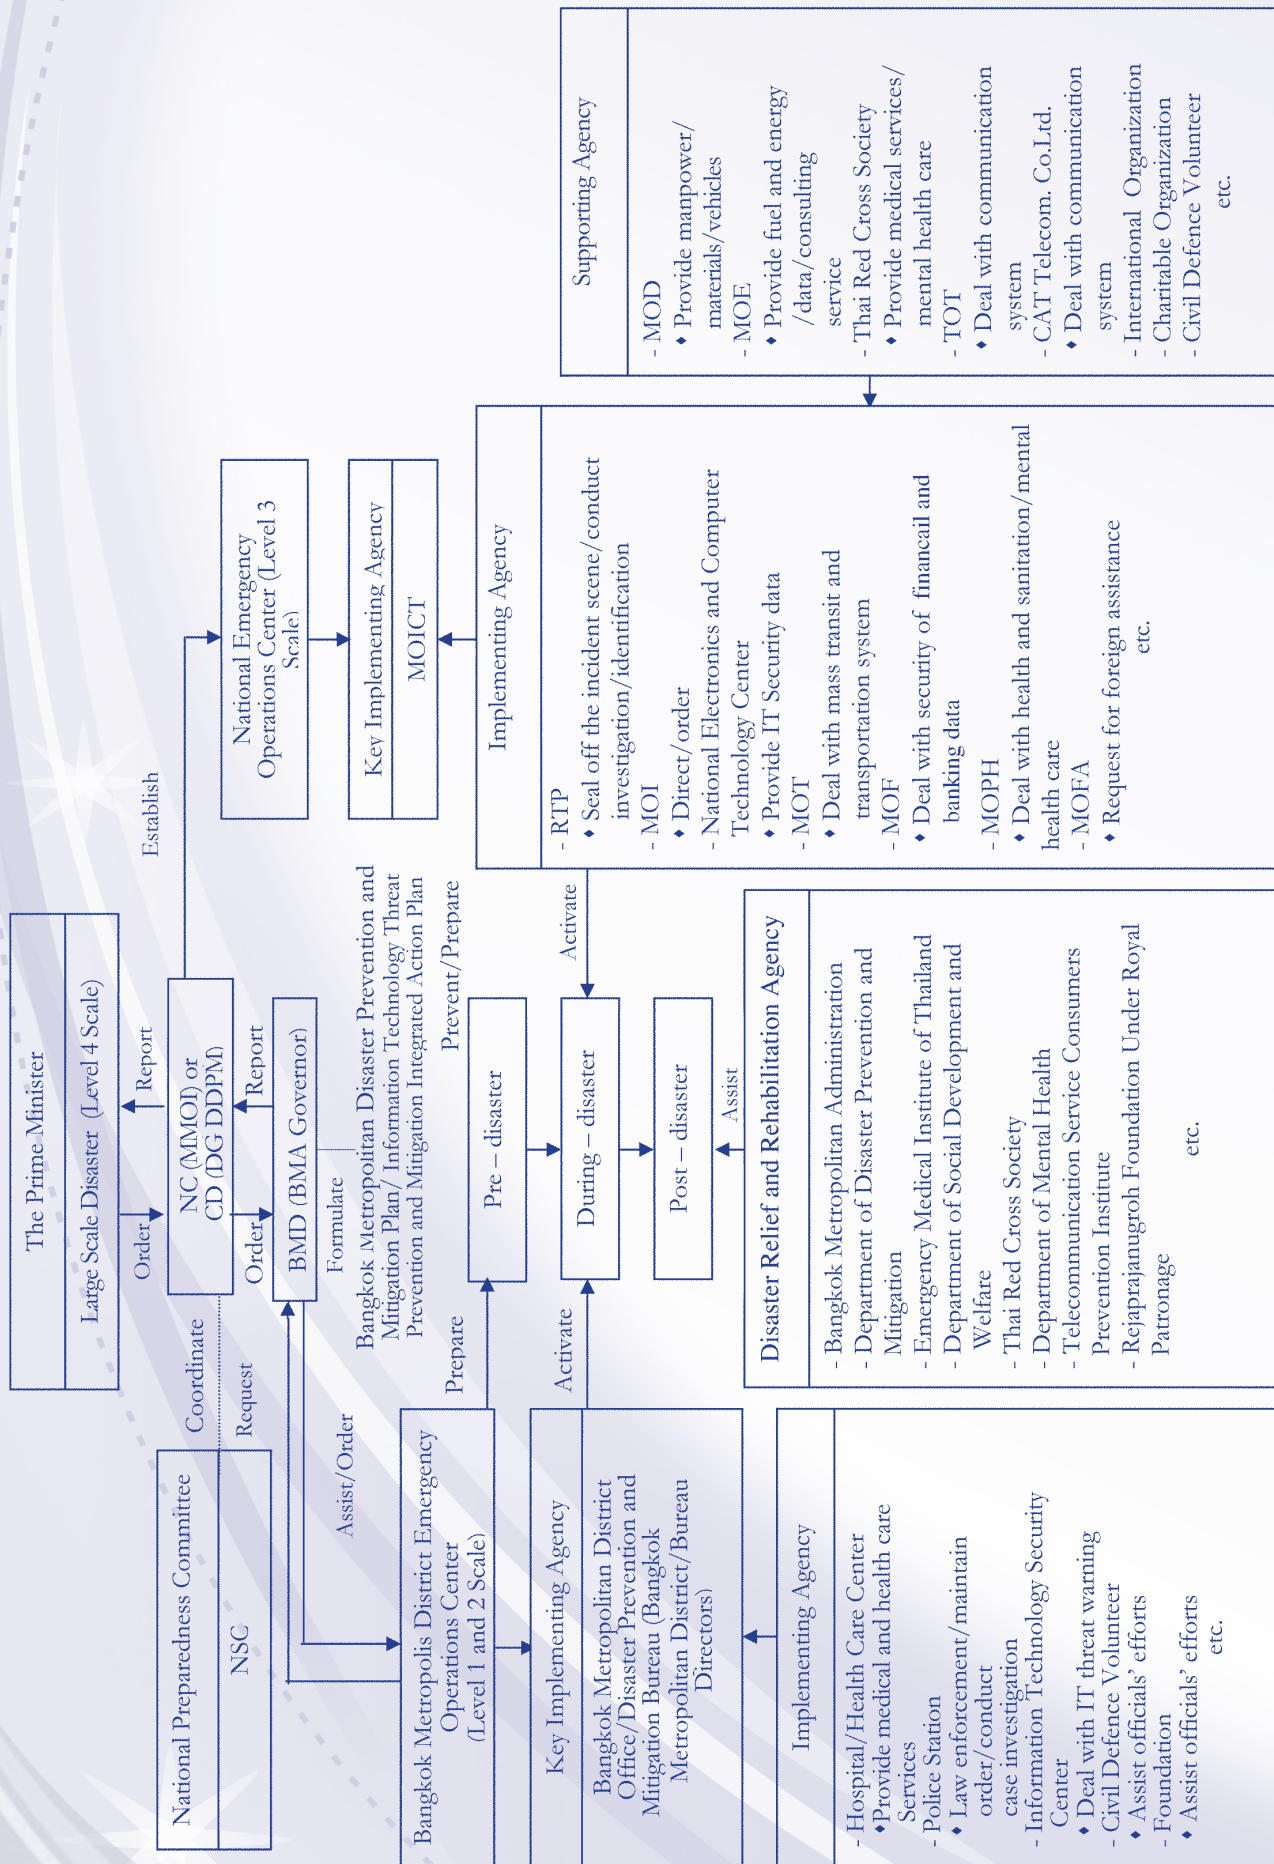 The Prime Minister
Large Scale Disaster (Level 4 Scale)
Order
Report
National Preparedness Committee
NSC
Coordinate
Request
NC (MMOI) or
CD (DG DDPM)
Establish
Order
Report
BMD (BMA Governor)
Formulate
Bangkok Metropolitan Disaster Prevention and
Mitigation Plan/ Information Technology Threat
Prevention and Mitigation Integrated Action Plan
National Emergency
Operations Center (Level 3
Scale)
Key Implementing Agency
MOICT
Assist/Order
Bangkok Metropolis District Emergency
Operations Center
(Level 1 and 2 Scale)
Prepare
Prevent/Prepare
Pre – disaster
Key Implementing Agency
Bangkok Metropolitan District
Office/Disaster Prevention and
Mitigation Bureau (Bangkok
Metropolitan District/Bureau
Directors)
Activate
During – disaster
Activate
Post – disaster
Assist
Implementing Agency
- Hospital/Health Care Center
♦Provide medical and health care
Services
- Police Station
♦ Law enforcement/maintain
order/conduct
case investigation
- Information Technology Security
Center
♦ Deal with IT threat warning
- Civil Defence Volunteer
♦ Assist officials’ efforts
- Foundation
♦ Assist officials’ efforts
etc.
Disaster Relief and Rehabilitation Agency
- Bangkok Metropolitan Administration
- Department of Disaster Prevention and
Mitigation
- Emergency Medical Institute of Thailand
- Department of Social Development and
Welfare
- Thai Red Cross Society
- Department of Mental Health
- Telecommunication Service Consumers
Prevention Institute
- Rejaprajanugroh Foundation Under Royal
Patronage
etc.
Implementing Agency
- RTP
♦ Seal off the incident scene/conduct
investigation/identification
- MOI
♦ Direct/order
- National Electronics and Computer
Technology Center
♦ Provide IT Security data
- MOT
♦ Deal with mass transit and
transportation system
- MOF
♦ Deal with security of financail and
banking data
- MOPH
♦ Deal with health and sanitation/mental
health care
- MOFA
♦ Request for foreign assistance
etc.
Supporting Agency
- MOD
♦ Provide manpower/
materials/vehicles
- MOE
♦ Provide fuel and energy
/data/consulting
service
- Thai Red Cross Society
♦ Provide medical services/
mental health care
- TOT
♦ Deal with communication
system
- CAT Telecom. Co.Ltd.
♦ Deal with communication
system
- International Organization
- Charitable Organization
- Civil Defence Volunteer
etc.